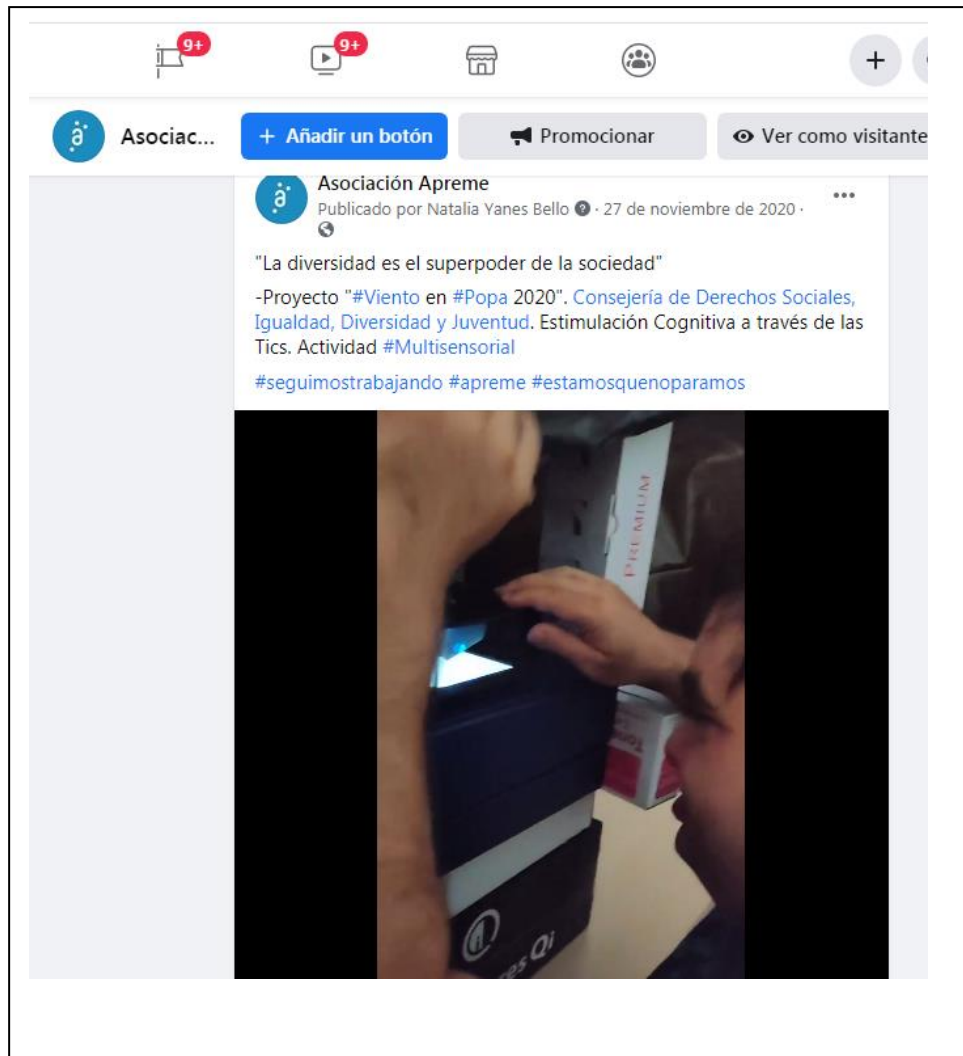 9+
9+
Asociac...
+ Añadir un botón
Promocionar
Ver como visitante
Asociación Apreme
Publicado por Natalia Yanes Bello · 27 de noviembre de 2020 ·
"La diversidad es el superpoder de la sociedad"
-Proyecto "#Viento en #Popa 2020". Consejería de Derechos Sociales,
Igualdad, Diversidad y Juventud. Estimulación Cognitiva a través de las
Tics. Actividad #Multisensorial
#seguimostrabajando #apreme #estamosquenoparamos
PREMIUM
Tone
Qi